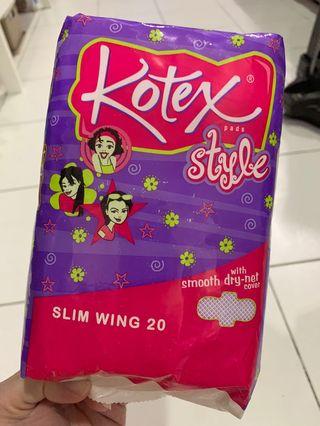 Kotex®
pads
style
with
smooth dry-net
cover
SLIM WING 20